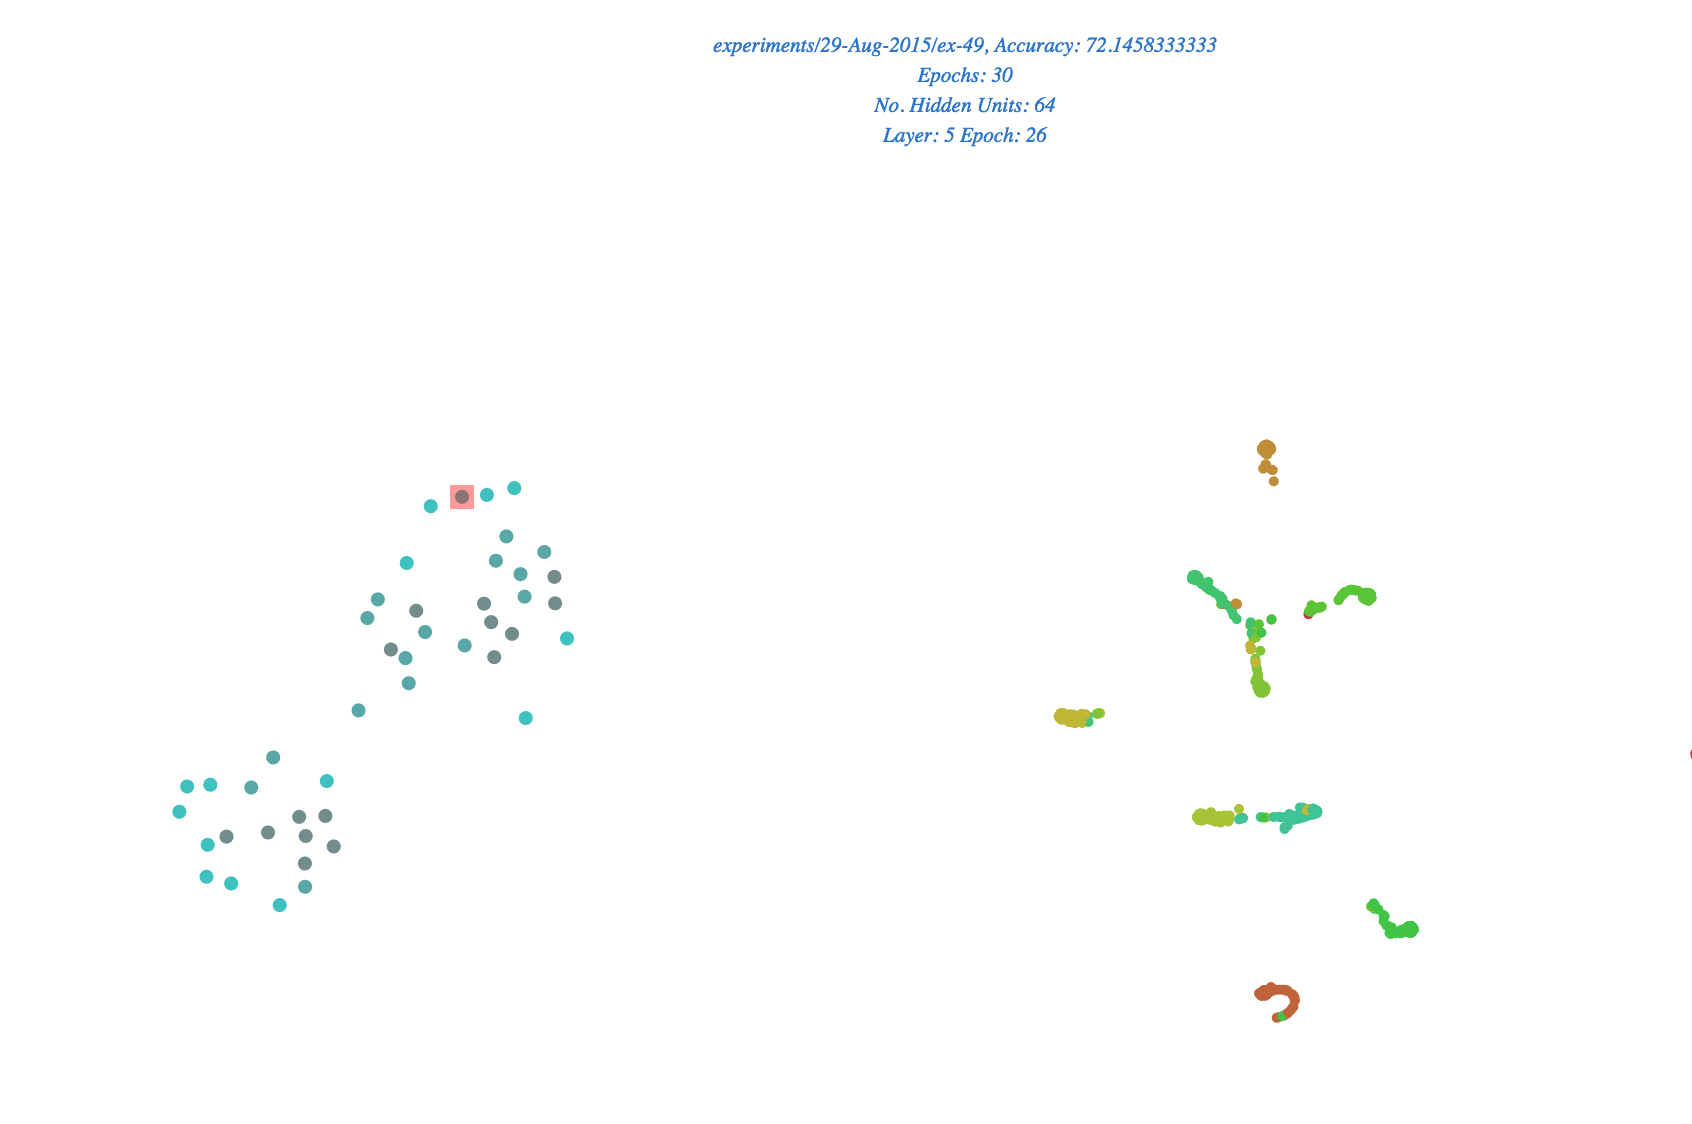 experiments/29-Aug-2015/ex-49, Accuracy: 72.1458333333
Epochs: 30
No. Hidden Units: 64
Layer: 5 Epoch: 26